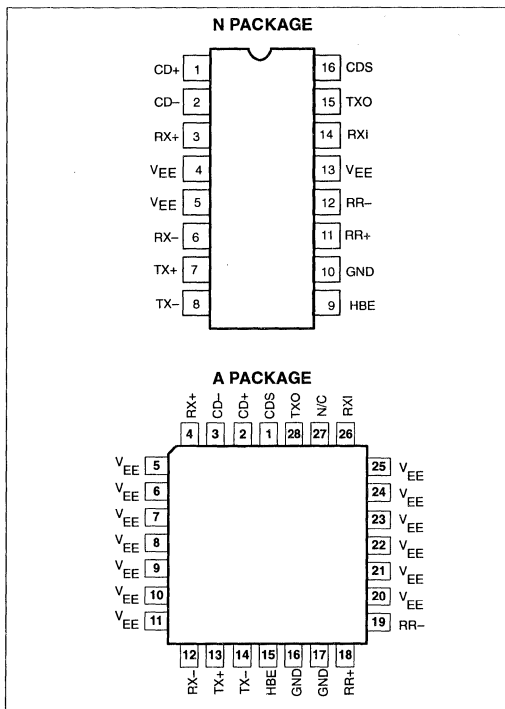 N PACKAGE
CD+ 1 16 CDS
CD– 2 15 TXO
RX+ 3 14 RXI
VEE 4 13 VEE
VEE 5 12 RR–
RX– 6 11 RR+
TX+ 7 10 GND
TX– 8 9 HBE
A PACKAGE
RX+ CD– CD+ CDS TXO N/C RXI
4 3 2 1 28 27 26
VEE 5 25 VEE
VEE 6 24 VEE
VEE 7 23 VEE
VEE 8 22 VEE
VEE 9 21 VEE
VEE 10 20 VEE
VEE 11 19 RR–
12 13 14 15 16 17 18
RX– TX+ TX– HBE GND GND RR+